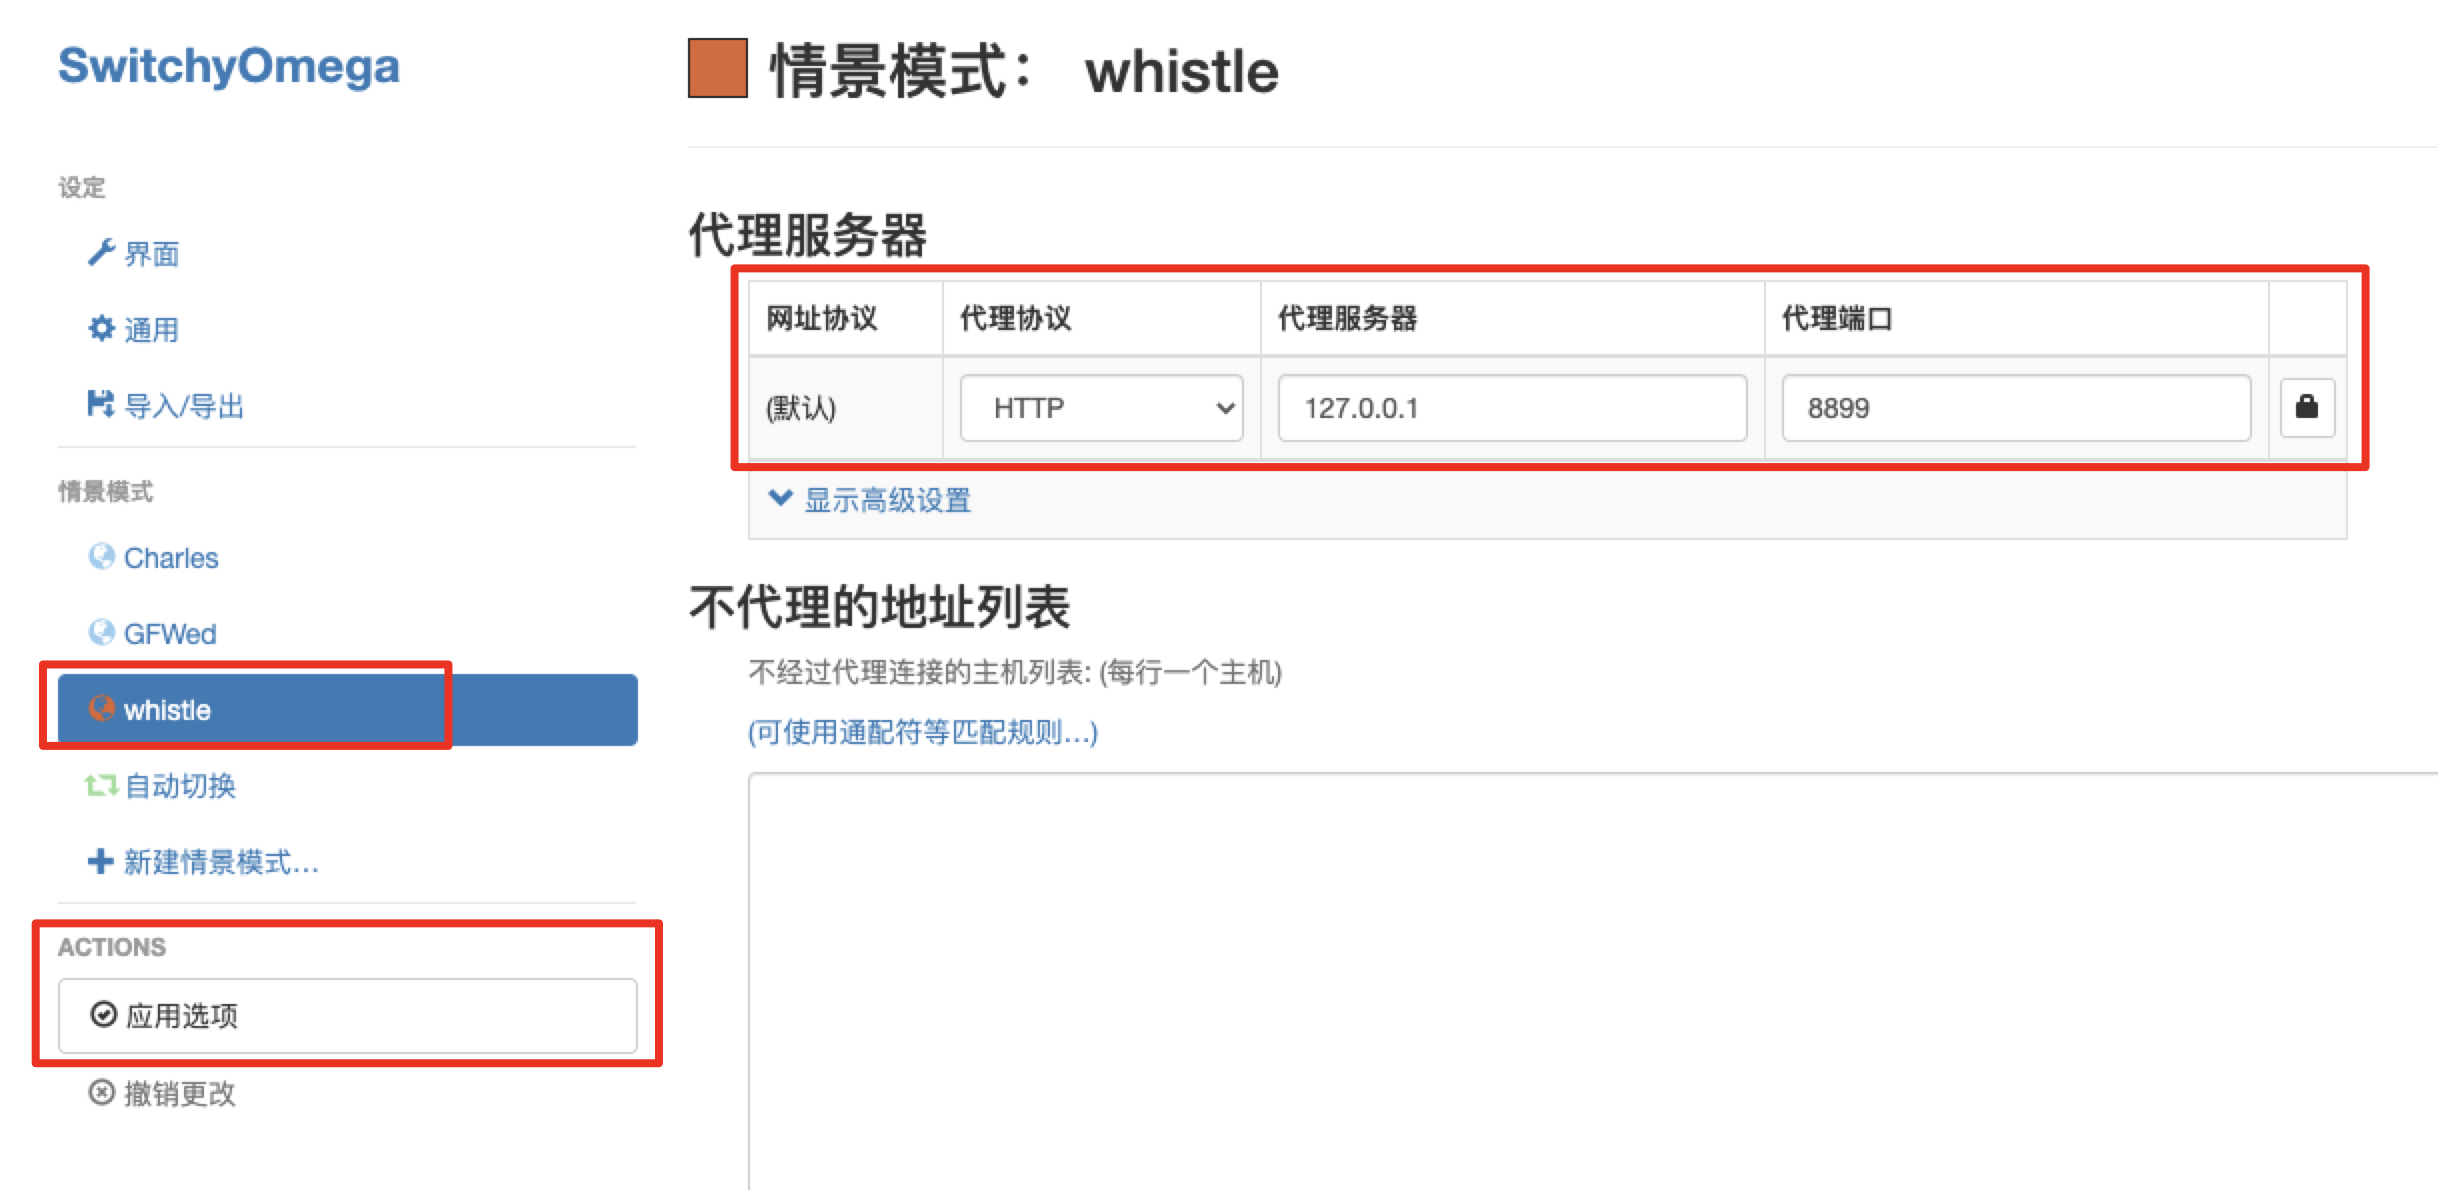 SwitchyOmega
设定
界面
通用
导入/导出
情景模式
Charles
GFWed
whistle
自动切换
新建情景模式...
ACTIONS
应用选项
撤销更改
情景模式： whistle
代理服务器
网址协议 代理协议 代理服务器 代理端口
(默认) HTTP 127.0.0.1 8899
显示高级设置
不代理的地址列表
不经过代理连接的主机列表: (每行一个主机)
(可使用通配符等匹配规则...)